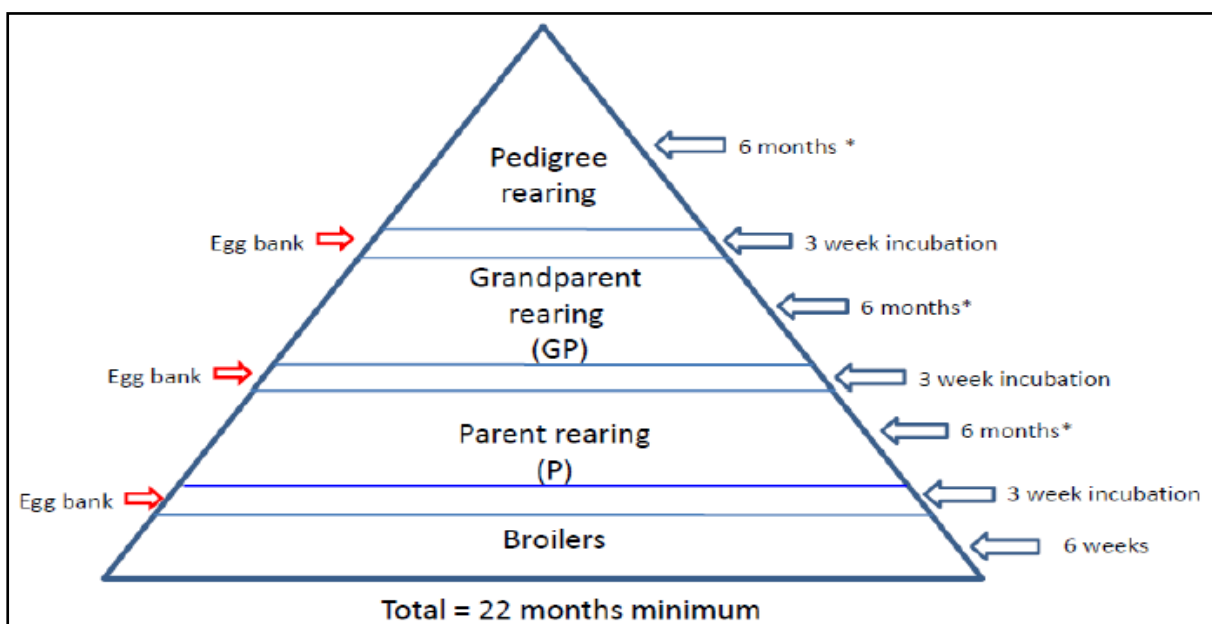 6 months *
Pedigree
rearing
Egg bank
3 week incubation
Grandparent
rearing
(GP)
6 months*
Egg bank
3 week incubation
Parent rearing
(P)
6 months*
Egg bank
3 week incubation
Broilers
6 weeks
Total = 22 months minimum